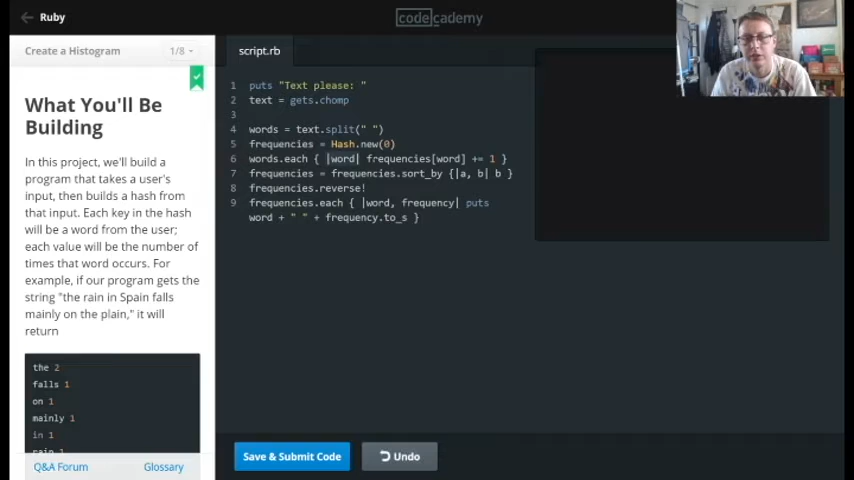 Ruby
codecademy
Create a Histogram
1/8
script.rb
What You'll Be
Building
In this project, we'll build a
program that takes a user's
input, then builds a hash from
that input. Each key in the hash
will be a word from the user;
each value will be the number of
times that word occurs. For
example, if our program gets the
string "the rain in Spain falls
mainly on the plain," it will
return
the 2
falls 1
on 1
mainly 1
in 1
rain 1
Q&A Forum
Glossary
1 puts "Text please: "
2 text = gets.chomp
3
4 words = text.split(" ")
5 frequencies = Hash.new(0)
6 words.each { |word| frequencies[word] += 1 }
7 frequencies = frequencies.sort_by {|a, b| b }
8 frequencies.reverse!
9 frequencies.each { |word, frequency| puts
word + " " + frequency.to_s }
Save & Submit Code
Undo